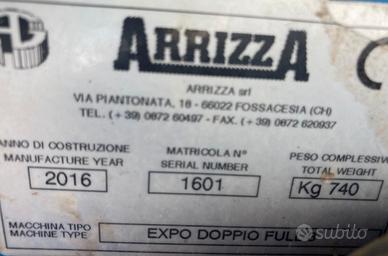 ARRIZZA
ARRIZZA srl
VIA PIANTONATA, 18 - 66022 FOSSACESIA (CH)
TEL. (+ 39) 0872 60497 - FAX. (+ 39) 0872 620937
ANNO DI COSTRUZIONE
MANUFACTURE YEAR
2016
MATRICOLA N°
SERIAL NUMBER
1601
PESO COMPLESSIV
TOTAL WEIGHT
Kg 740
MACCHINA TIPO
MACHINE TYPE
EXPO DOPPIO FULL
subito